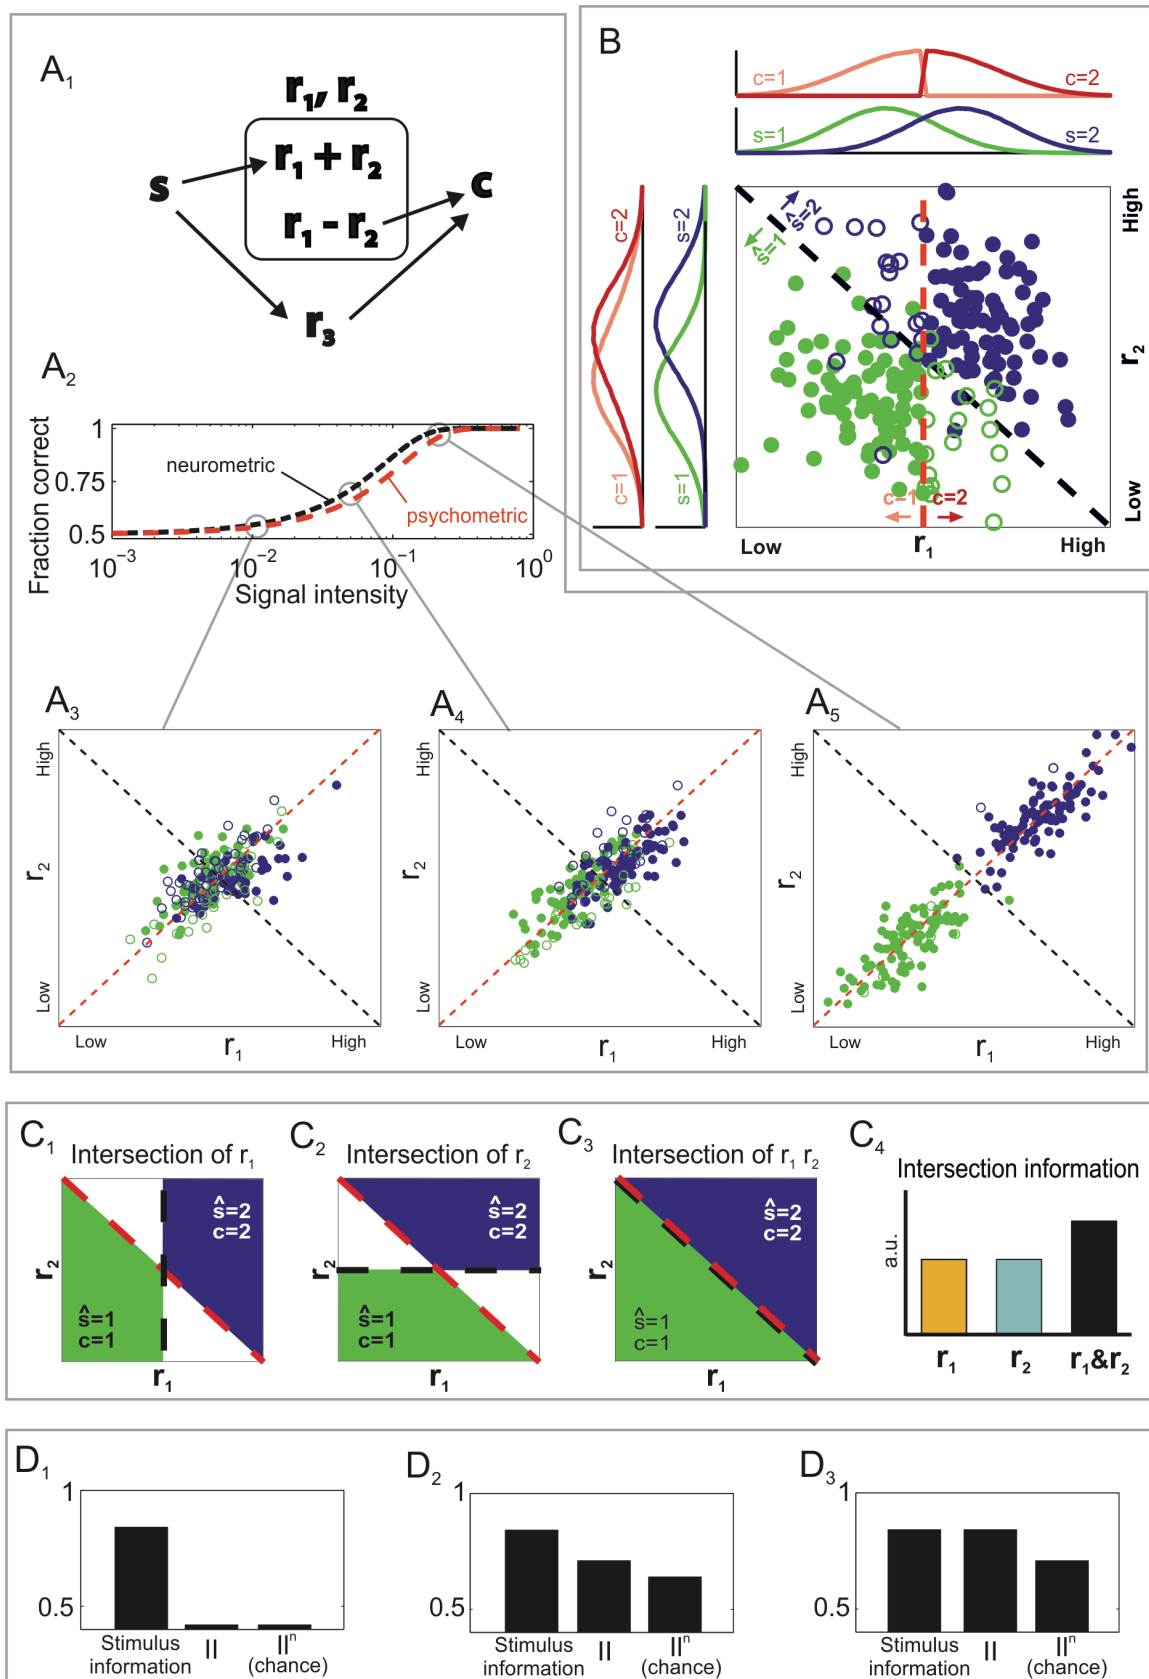 A1
r1, r2
r1 + r2
s
c
r1 - r2
r3
A2
Fraction correct
1
0.75
0.5
neurometric
psychometric
10−3
10−2
10−1
100
Signal intensity
B
c=1
c=2
s=1
s=2
c=2
c=1
s=2
s=1
ŝ=2
ŝ=1
c=1
c=2
High
r2
Low
Low
r1
High
A3
High
r2
Low
Low
r1
High
A4
High
r2
Low
Low
r1
High
A5
High
r2
Low
Low
r1
High
C1
Intersection of r1
ŝ=2
c=2
r2
ŝ=1
c=1
r1
C2
Intersection of r2
ŝ=2
c=2
r2
ŝ=1
c=1
r1
C3
Intersection of r1 r2
ŝ=2
c=2
r2
ŝ=1
c=1
r1
C4
Intersection information
a.u.
r1
r2
r1&r2
D1
1
0.5
Stimulus
information
II
IIn
(chance)
D2
1
0.5
Stimulus
information
II
IIn
(chance)
D3
1
0.5
Stimulus
information
II
IIn
(chance)